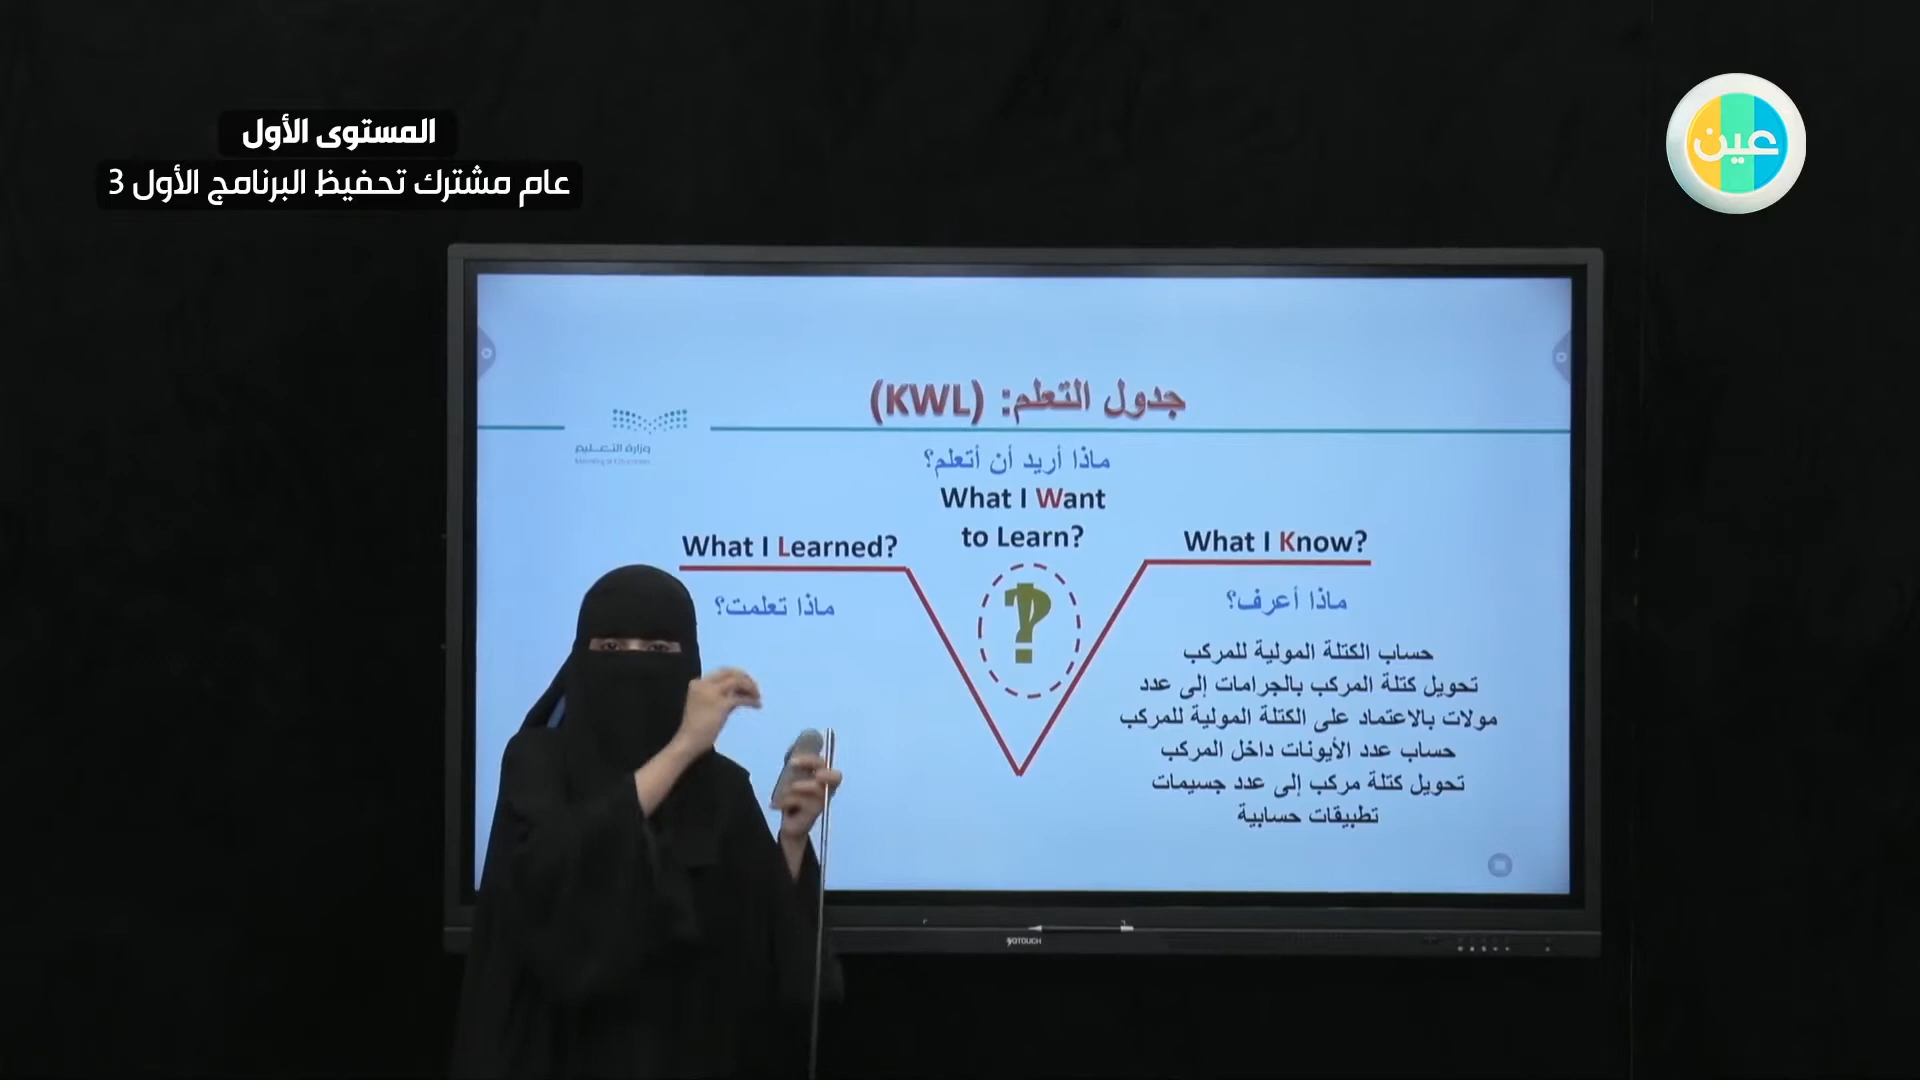 المستوى الأول
عام مشترك تحفيظ البرنامج الأول 3
عين
جدول التعلم: (KWL)
وزارة التعليم
Ministry of Education
ماذا أريد أن أتعلم؟
What I Want
to Learn?
What I Know?
ماذا أعرف؟
حساب الكتلة المولية للمركب
تحويل كتلة المركب بالجرامات إلى عدد
مولات بالاعتماد على الكتلة المولية للمركب
حساب عدد الأيونات داخل المركب
تحويل كتلة مركب إلى عدد جسيمات
تطبيقات حسابية
What I Learned?
ماذا تعلمت؟
?